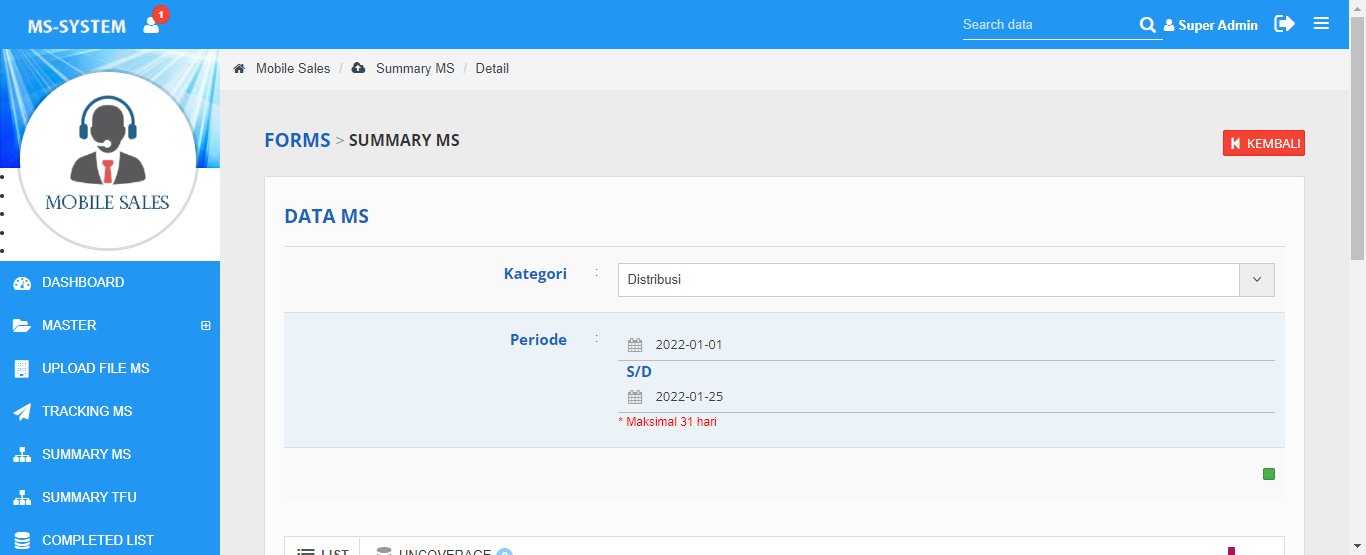 MS-SYSTEM
1
Search data
Super Admin
Mobile Sales / Summary MS / Detail
MOBILE SALES
FORMS > SUMMARY MS
KEMBALI
DATA MS
Kategori : Distribusi
Periode : 2022-01-01
S/D
2022-01-25
* Maksimal 31 hari
DASHBOARD
MASTER
UPLOAD FILE MS
TRACKING MS
SUMMARY MS
SUMMARY TFU
COMPLETED LIST
LIST
UNCOVERAGE